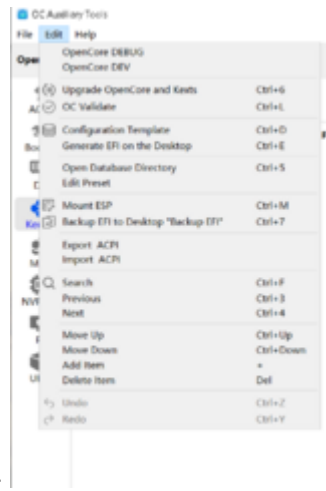 OC Auxiliary Tools
File Edit Help
OpenCore DEBUG
OpenCore DEV
Upgrade OpenCore and Kexts Ctrl+6
OC Validate Ctrl+L
Configuration Template Ctrl+D
Generate EFI on the Desktop Ctrl+E
Open Database Directory Ctrl+5
Edit Preset
Mount ESP Ctrl+M
Backup EFI to Desktop "Backup EFI" Ctrl+7
Export ACPI
Import ACPI
Search Ctrl+F
Previous Ctrl+3
Next Ctrl+4
Move Up Ctrl+Up
Move Down Ctrl+Down
Add Item +
Delete Item Del
Undo Ctrl+Z
Redo Ctrl+Y